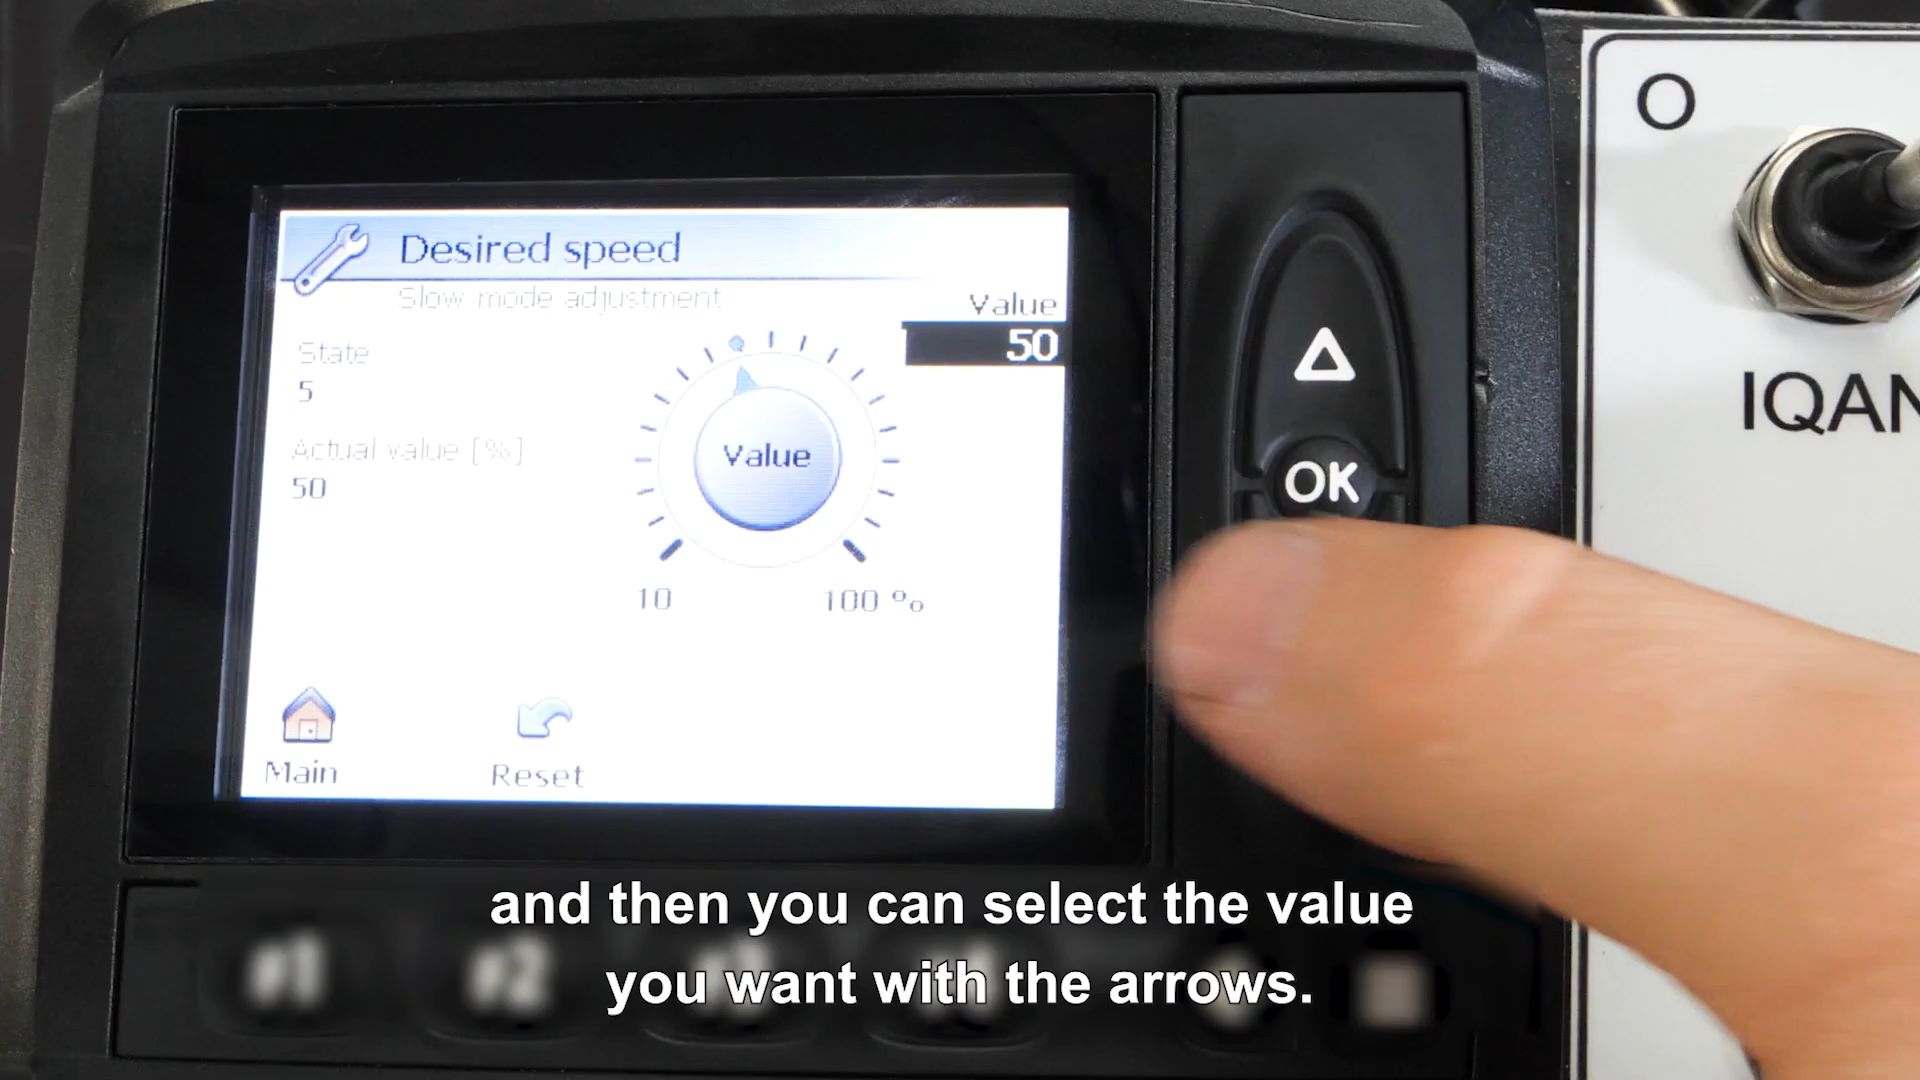 Desired speed
Slow mode adjustment
Value
50
State
5
Actual value [%]
50
Value
10
100 %
Main
Reset
OK
O
IQAN
and then you can select the value
you want with the arrows.